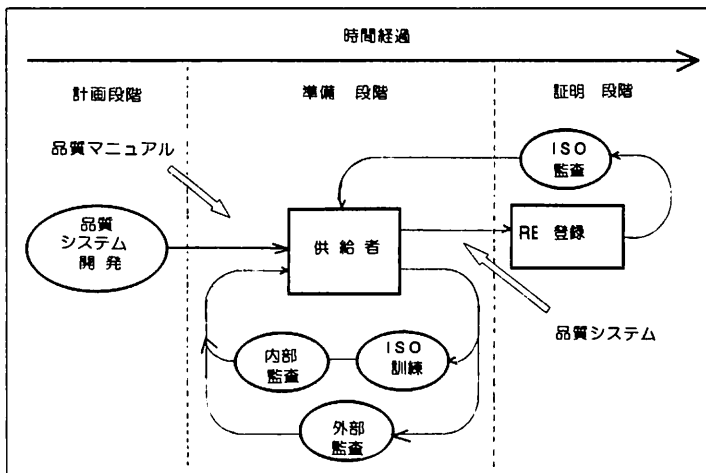 時間経過
計画段階
準備 段階
証明 段階
品質マニュアル
ISO
監査
品質
システム
開発
供給者
RE 登録
品質システム
内部
監査
ISO
訓練
外部
監査